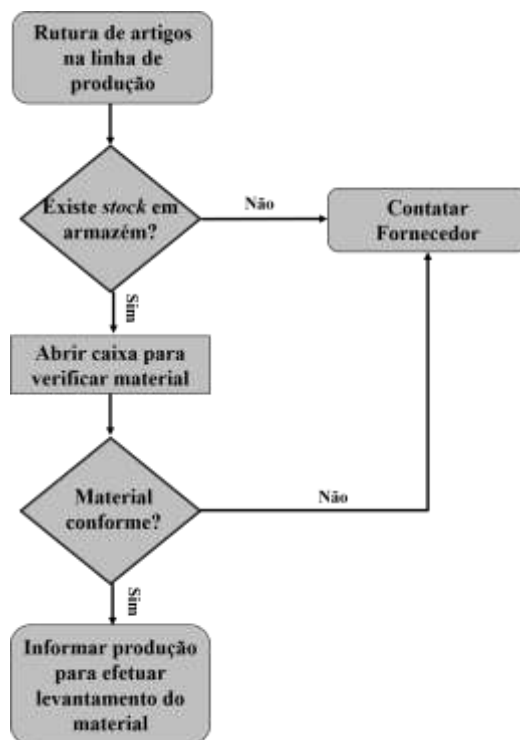 Rutura de artigos
na linha de
produção
Existe stock em
armazém?
Não
Contatar
Fornecedor
Sim
Abrir caixa para
verificar material
Material
conforme?
Não
Sim
Informar produção
para efetuar
levantamento do
material